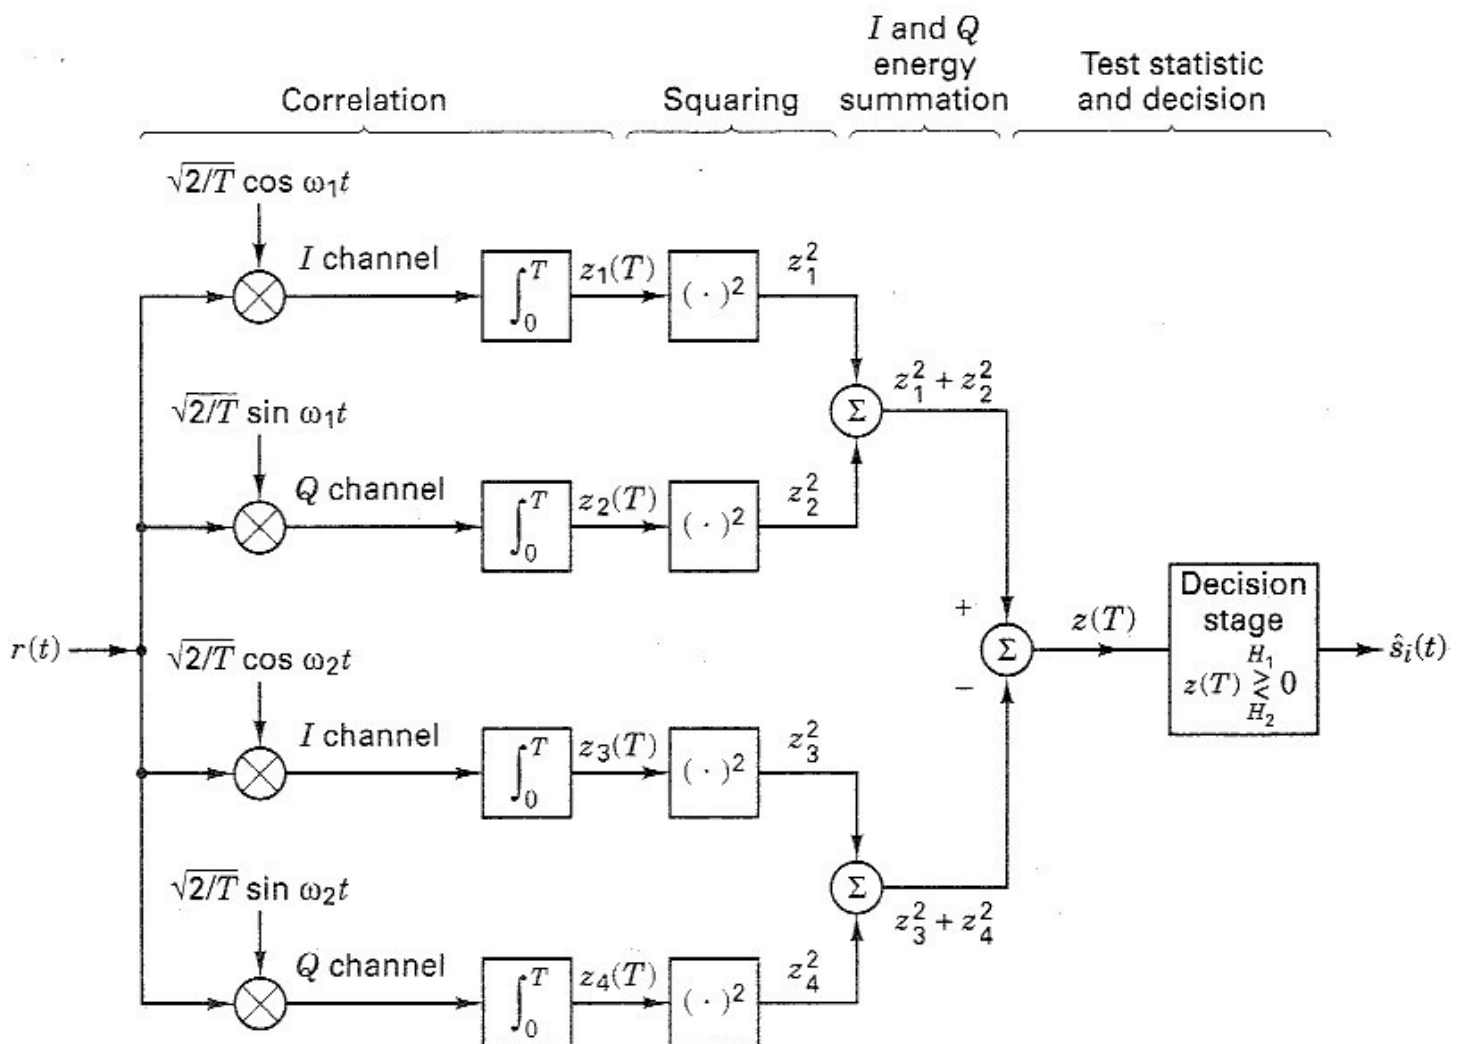 Correlation
Squaring
I and Q
energy
summation
Test statistic
and decision
√2/T cos ω₁t
I channel
∫₀ᵀ
z₁(T)
(·)²
z₁²
√2/T sin ω₁t
Q channel
∫₀ᵀ
z₂(T)
(·)²
z₂²
Σ
z₁² + z₂²
r(t)
√2/T cos ω₂t
I channel
∫₀ᵀ
z₃(T)
(·)²
z₃²
√2/T sin ω₂t
Q channel
∫₀ᵀ
z₄(T)
(·)²
z₄²
Σ
z₃² + z₄²
+
Σ
−
z(T)
Decision
stage
H₁
z(T) ≷ 0
H₂
ŝᵢ(t)